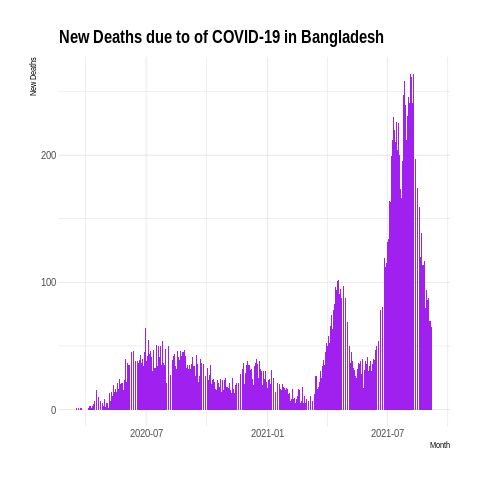 New Deaths due to of COVID-19 in Bangladesh
New Deaths
200
100
0
2020-07
2021-01
2021-07
Month